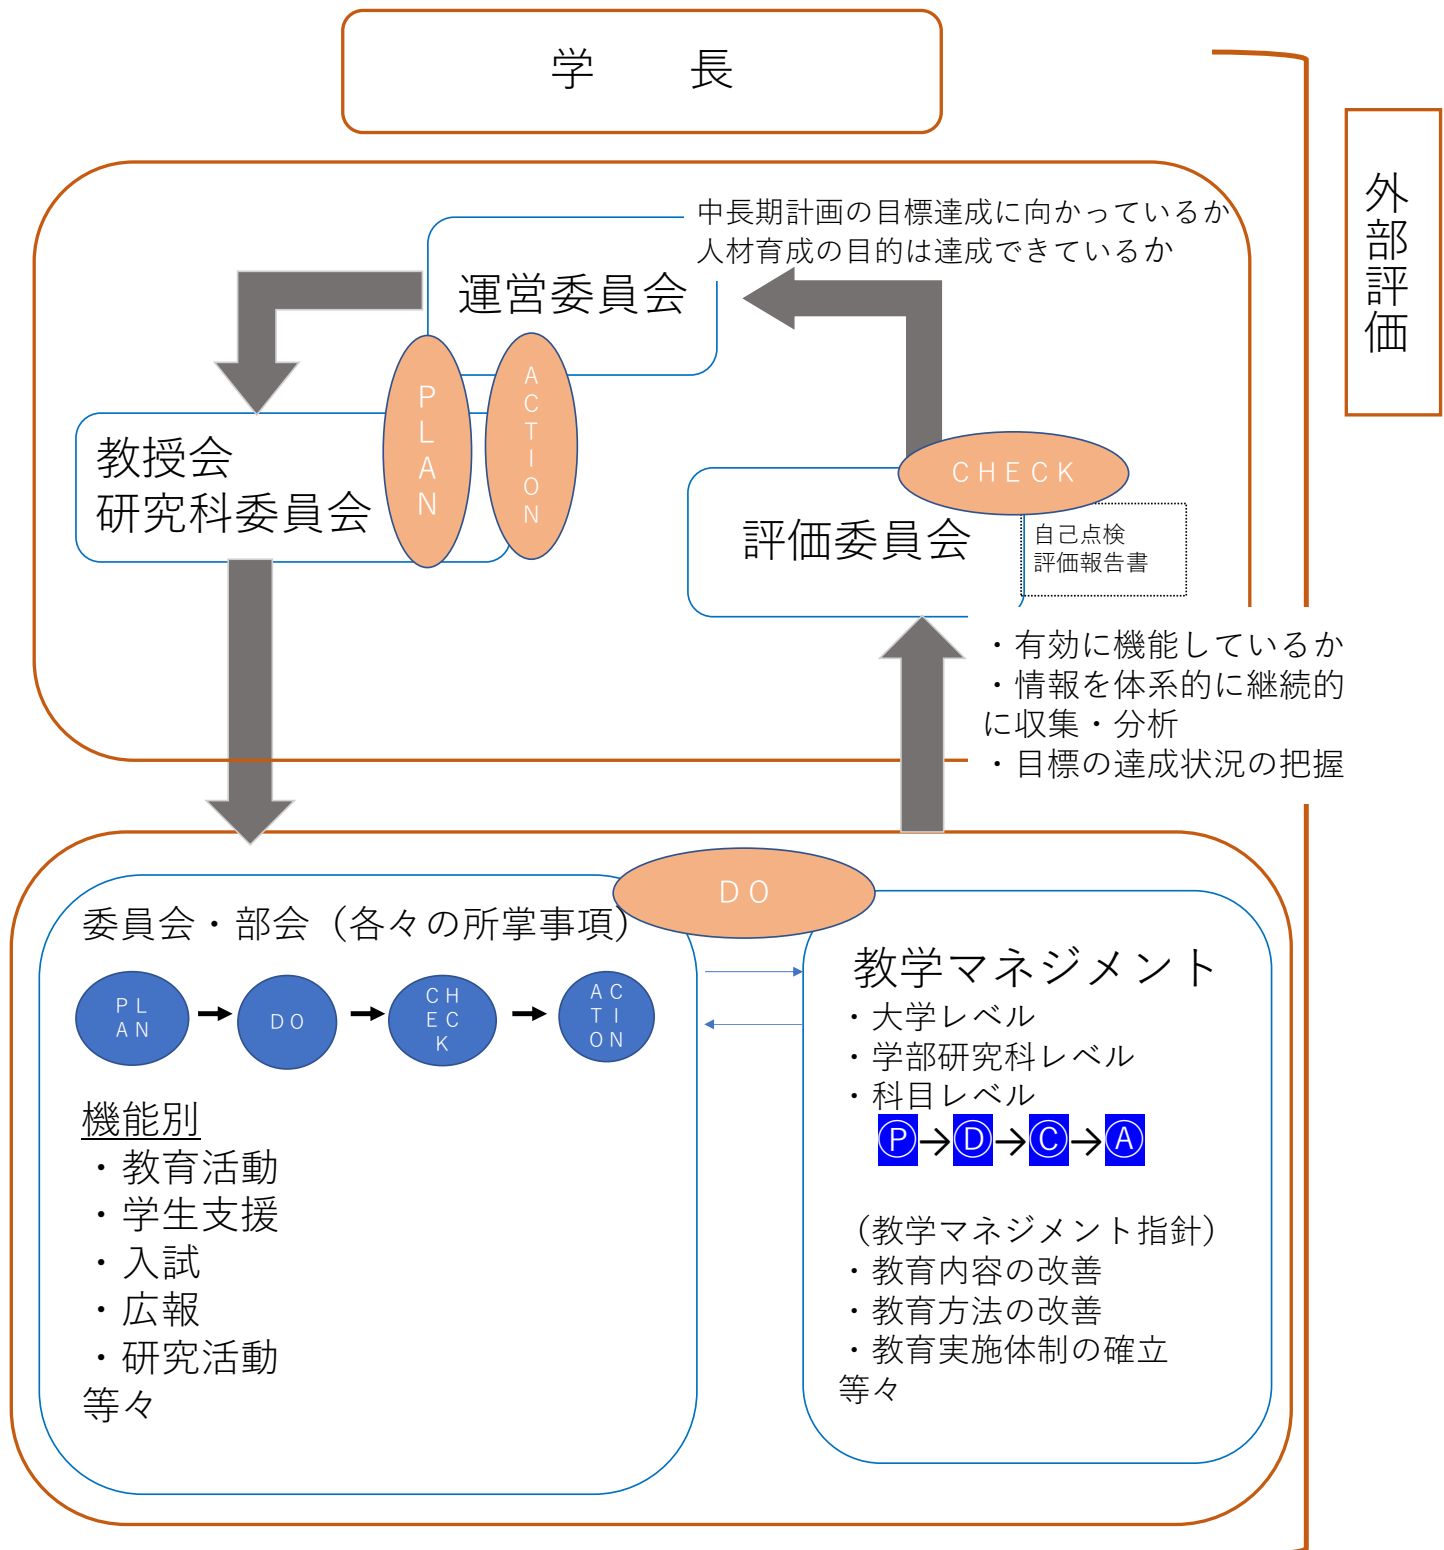 学　長
外部評価
中長期計画の目標達成に向かっているか
人材育成の目的は達成できているか
運営委員会
PLAN
ACTION
教授会
研究科委員会
CHECK
評価委員会
自己点検
評価報告書
・有効に機能しているか
・情報を体系的に継続的
に収集・分析
・目標の達成状況の把握
DO
委員会・部会（各々の所掌事項）
PL
AN
DO
CH
EC
K
AC
TI
ON
機能別
・教育活動
・学生支援
・入試
・広報
・研究活動
等々
教学マネジメント
・大学レベル
・学部研究科レベル
・科目レベル
Ⓟ→Ⓓ→Ⓒ→Ⓐ
（教学マネジメント指針）
・教育内容の改善
・教育方法の改善
・教育実施体制の確立
等々